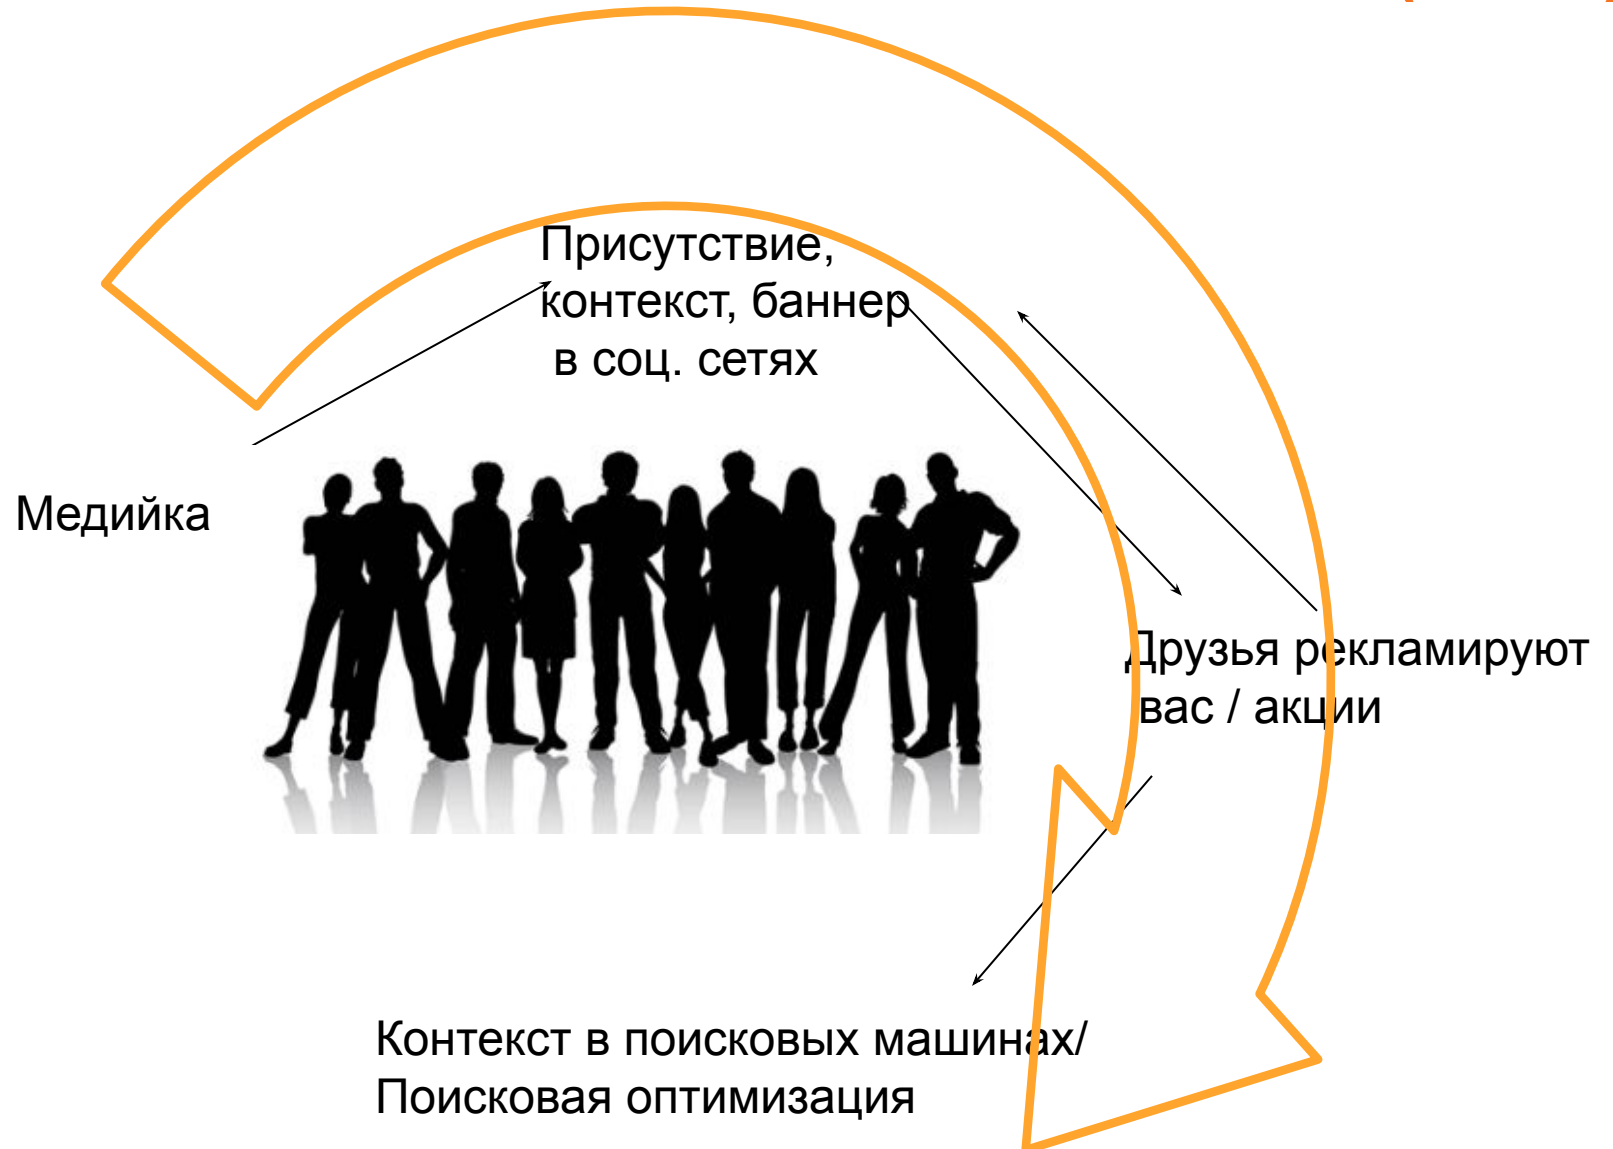 Присутствие,
контекст, баннер
в соц. сетях
Медийка
Друзья рекламируют
вас / акции
Контекст в поисковых машинах/
Поисковая оптимизация